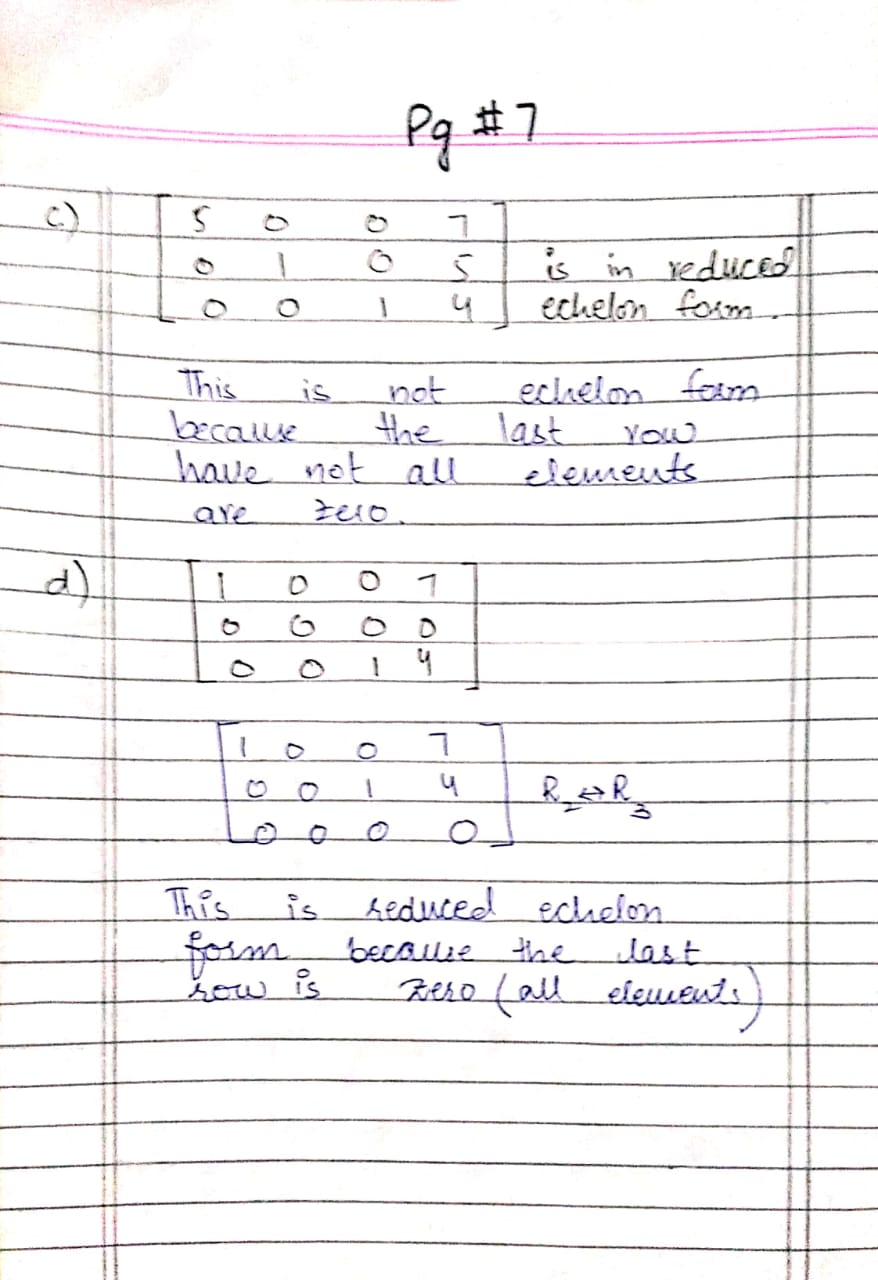 Pg #7
c) 5 0 0 7
0 1 0 5 is in reduced
0 0 1 4 echelon form.
This is not echelon form
because the last row
have not all elements
are zero.
d) 1 0 0 7
0 0 0 0
0 0 1 4
1 0 0 7
0 0 1 4 R2↔R3
0 0 0 0
This is reduced echelon
form because the last
row is zero (all elements)